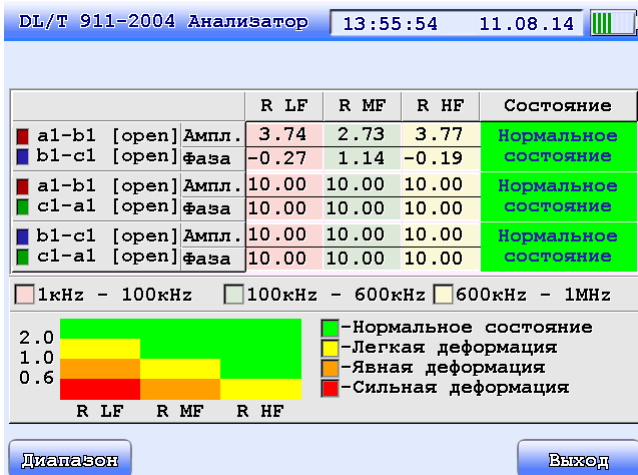 DL/T 911-2004 Анализатор 13:55:54 11.08.14
R LF R MF R HF Состояние
a1-b1 [open] Ампл. 3.74 2.73 3.77 Нормальное
b1-c1 [open] Фаза -0.27 1.14 -0.19 состояние
a1-b1 [open] Ампл. 10.00 10.00 10.00 Нормальное
c1-a1 [open] Фаза 10.00 10.00 10.00 состояние
b1-c1 [open] Ампл. 10.00 10.00 10.00 Нормальное
c1-a1 [open] Фаза 10.00 10.00 10.00 состояние
1кHz - 100кHz 100кHz - 600кHz 600кHz - 1MHz
2.0
1.0
0.6
R LF R MF R HF
-Нормальное состояние
-Легкая деформация
-Явная деформация
-Сильная деформация
Диапазон Выход